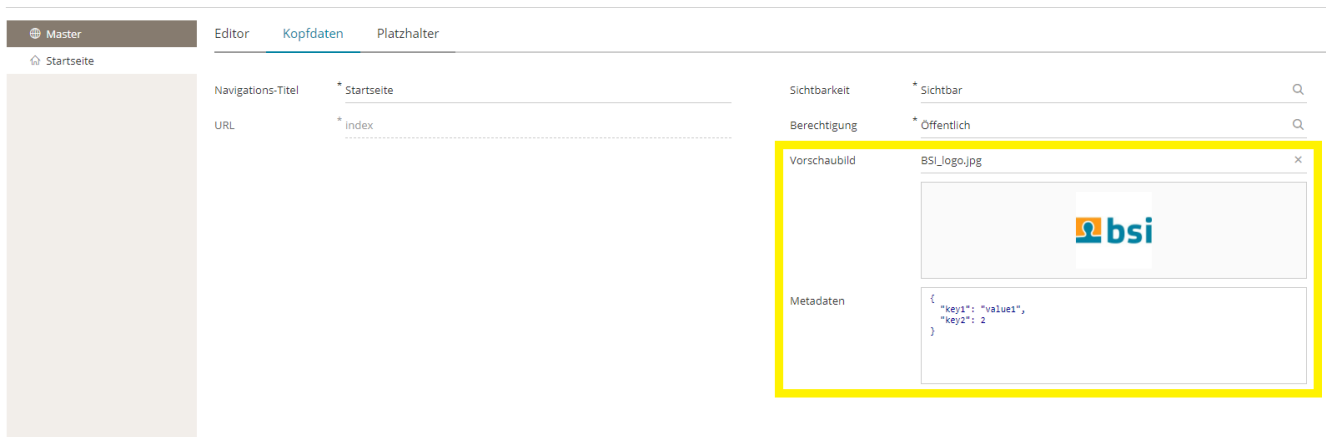 Master
Startseite
Editor Kopfdaten Platzhalter
Navigations-Titel * Startseite
URL * index
Sichtbarkeit * Sichtbar
Berechtigung * Öffentlich
Vorschaubild BSI_logo.jpg ×
bsi
Metadaten
{
"key1": "value1",
"key2": 2
}